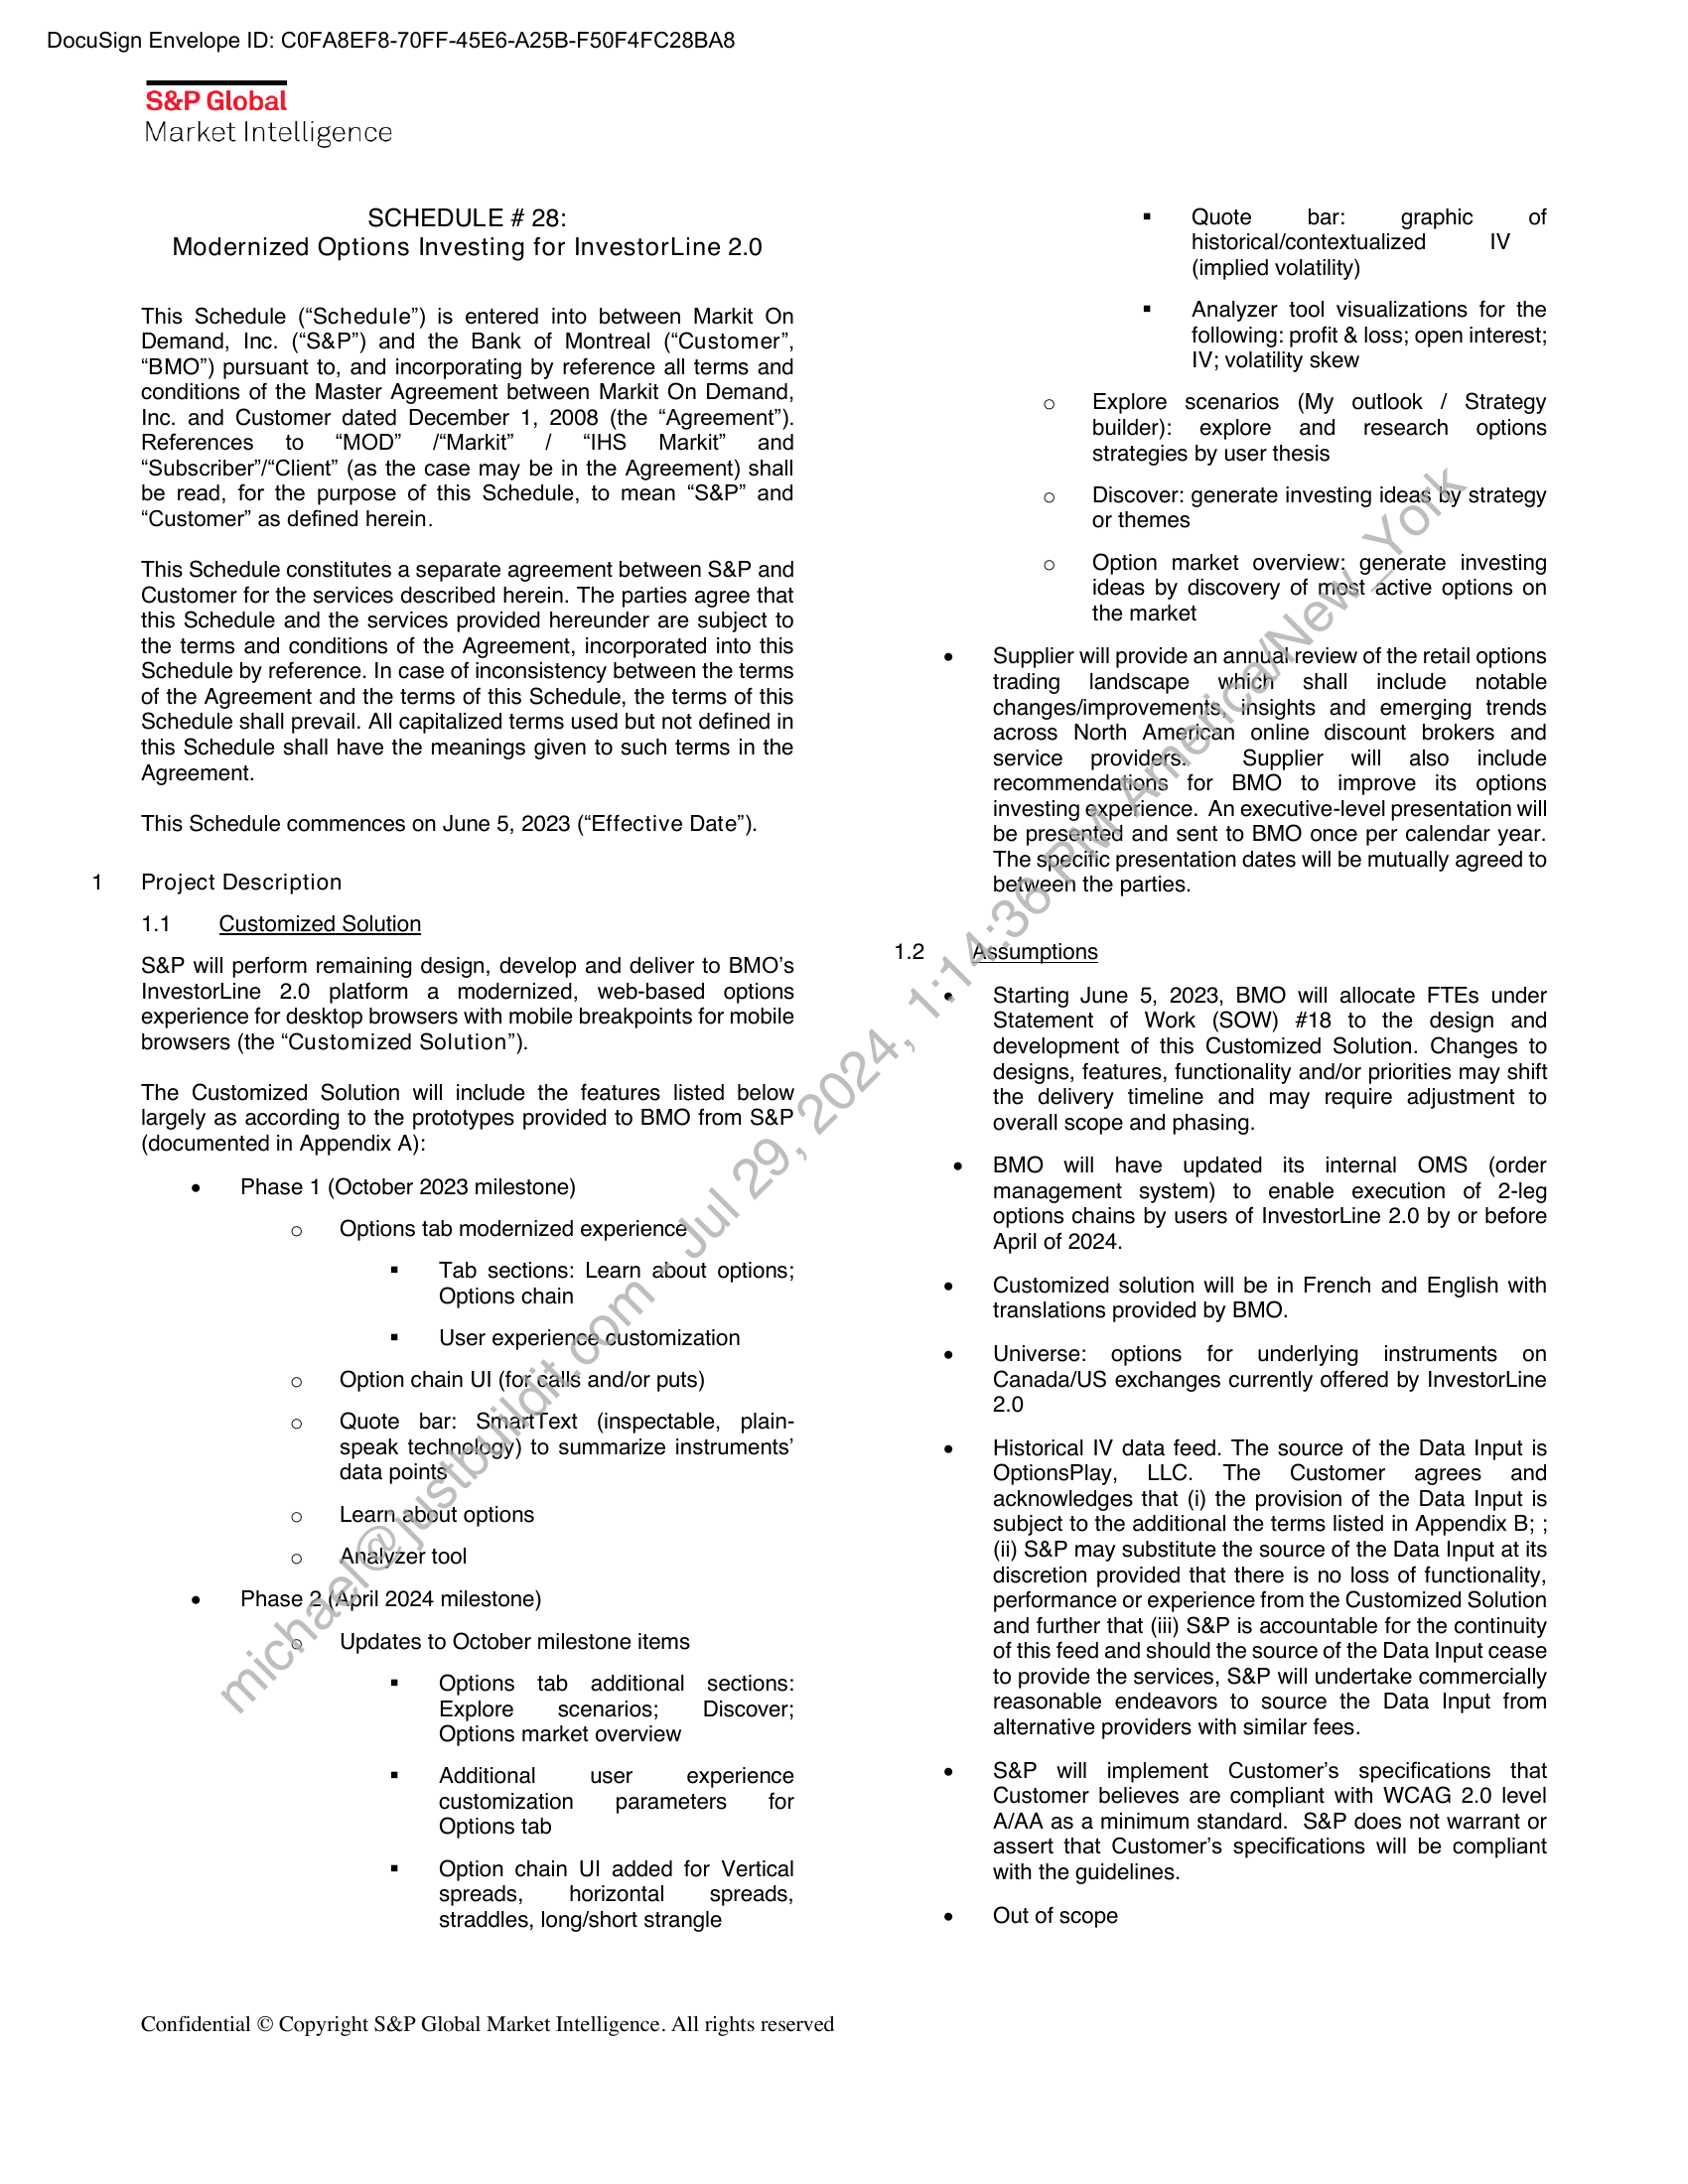 DocuSign Envelope ID: C0FA8EF8-70FF-45E6-A25B-F50F4FC28BA8
S&P Global
Market Intelligence
SCHEDULE # 28:
Modernized Options Investing for InvestorLine 2.0
This Schedule (“Schedule”) is entered into between Markit On
Demand, Inc. (“S&P”) and the Bank of Montreal (“Customer”,
“BMO”) pursuant to, and incorporating by reference all terms and
conditions of the Master Agreement between Markit On Demand,
Inc. and Customer dated December 1, 2008 (the “Agreement”).
References to “MOD” /“Markit” / “IHS Markit” and
“Subscriber”/“Client” (as the case may be in the Agreement) shall
be read, for the purpose of this Schedule, to mean “S&P” and
“Customer” as defined herein.
This Schedule constitutes a separate agreement between S&P and
Customer for the services described herein. The parties agree that
this Schedule and the services provided hereunder are subject to
the terms and conditions of the Agreement, incorporated into this
Schedule by reference. In case of inconsistency between the terms
of the Agreement and the terms of this Schedule, the terms of this
Schedule shall prevail. All capitalized terms used but not defined in
this Schedule shall have the meanings given to such terms in the
Agreement.
This Schedule commences on June 5, 2023 (“Effective Date”).
1 Project Description
1.1 Customized Solution
S&P will perform remaining design, develop and deliver to BMO’s
InvestorLine 2.0 platform a modernized, web-based options
experience for desktop browsers with mobile breakpoints for mobile
browsers (the “Customized Solution”).
The Customized Solution will include the features listed below
largely as according to the prototypes provided to BMO from S&P
(documented in Appendix A):
• Phase 1 (October 2023 milestone)
o Options tab modernized experience
▪ Tab sections: Learn about options;
Options chain
▪ User experience customization
o Option chain UI (for calls and/or puts)
o Quote bar: SmartText (inspectable, plain-
speak technology) to summarize instruments’
data points
o Learn about options
o Analyzer tool
• Phase 2 (April 2024 milestone)
o Updates to October milestone items
▪ Options tab additional sections:
Explore scenarios; Discover;
Options market overview
▪ Additional user experience
customization parameters for
Options tab
▪ Option chain UI added for Vertical
spreads, horizontal spreads,
straddles, long/short strangle
▪ Quote bar: graphic of
historical/contextualized IV
(implied volatility)
▪ Analyzer tool visualizations for the
following: profit & loss; open interest;
IV; volatility skew
o Explore scenarios (My outlook / Strategy
builder): explore and research options
strategies by user thesis
o Discover: generate investing ideas by strategy
or themes
o Option market overview: generate investing
ideas by discovery of most active options on
the market
• Supplier will provide an annual review of the retail options
trading landscape which shall include notable
changes/improvements, insights and emerging trends
across North American online discount brokers and
service providers. Supplier will also include
recommendations for BMO to improve its options
investing experience. An executive-level presentation will
be presented and sent to BMO once per calendar year.
The specific presentation dates will be mutually agreed to
between the parties.
1.2 Assumptions
• Starting June 5, 2023, BMO will allocate FTEs under
Statement of Work (SOW) #18 to the design and
development of this Customized Solution. Changes to
designs, features, functionality and/or priorities may shift
the delivery timeline and may require adjustment to
overall scope and phasing.
• BMO will have updated its internal OMS (order
management system) to enable execution of 2-leg
options chains by users of InvestorLine 2.0 by or before
April of 2024.
• Customized solution will be in French and English with
translations provided by BMO.
• Universe: options for underlying instruments on
Canada/US exchanges currently offered by InvestorLine
2.0
• Historical IV data feed. The source of the Data Input is
OptionsPlay, LLC. The Customer agrees and
acknowledges that (i) the provision of the Data Input is
subject to the additional the terms listed in Appendix B; ;
(ii) S&P may substitute the source of the Data Input at its
discretion provided that there is no loss of functionality,
performance or experience from the Customized Solution
and further that (iii) S&P is accountable for the continuity
of this feed and should the source of the Data Input cease
to provide the services, S&P will undertake commercially
reasonable endeavors to source the Data Input from
alternative providers with similar fees.
• S&P will implement Customer’s specifications that
Customer believes are compliant with WCAG 2.0 level
A/AA as a minimum standard. S&P does not warrant or
assert that Customer’s specifications will be compliant
with the guidelines.
• Out of scope
michael@justbuildit.com - Jul 29, 2024, 1:14:36 PM America/New_York
Confidential © Copyright S&P Global Market Intelligence. All rights reserved